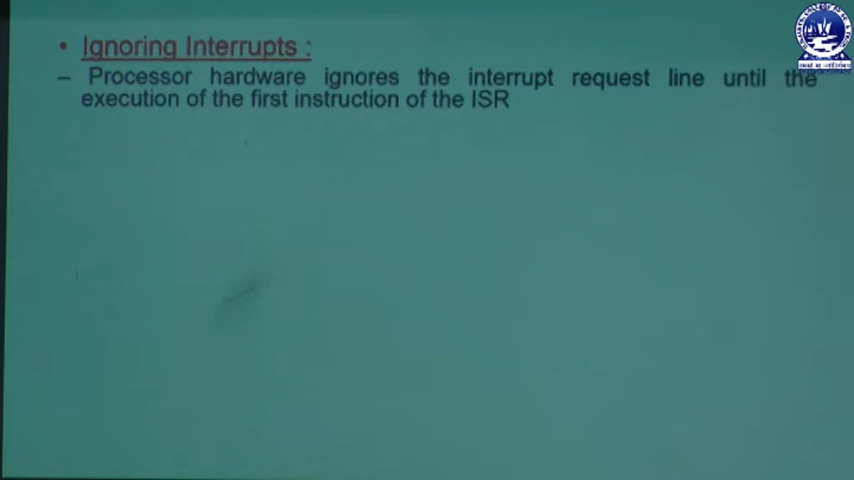 • Ignoring Interrupts :
– Processor hardware ignores the interrupt request line until the
execution of the first instruction of the ISR